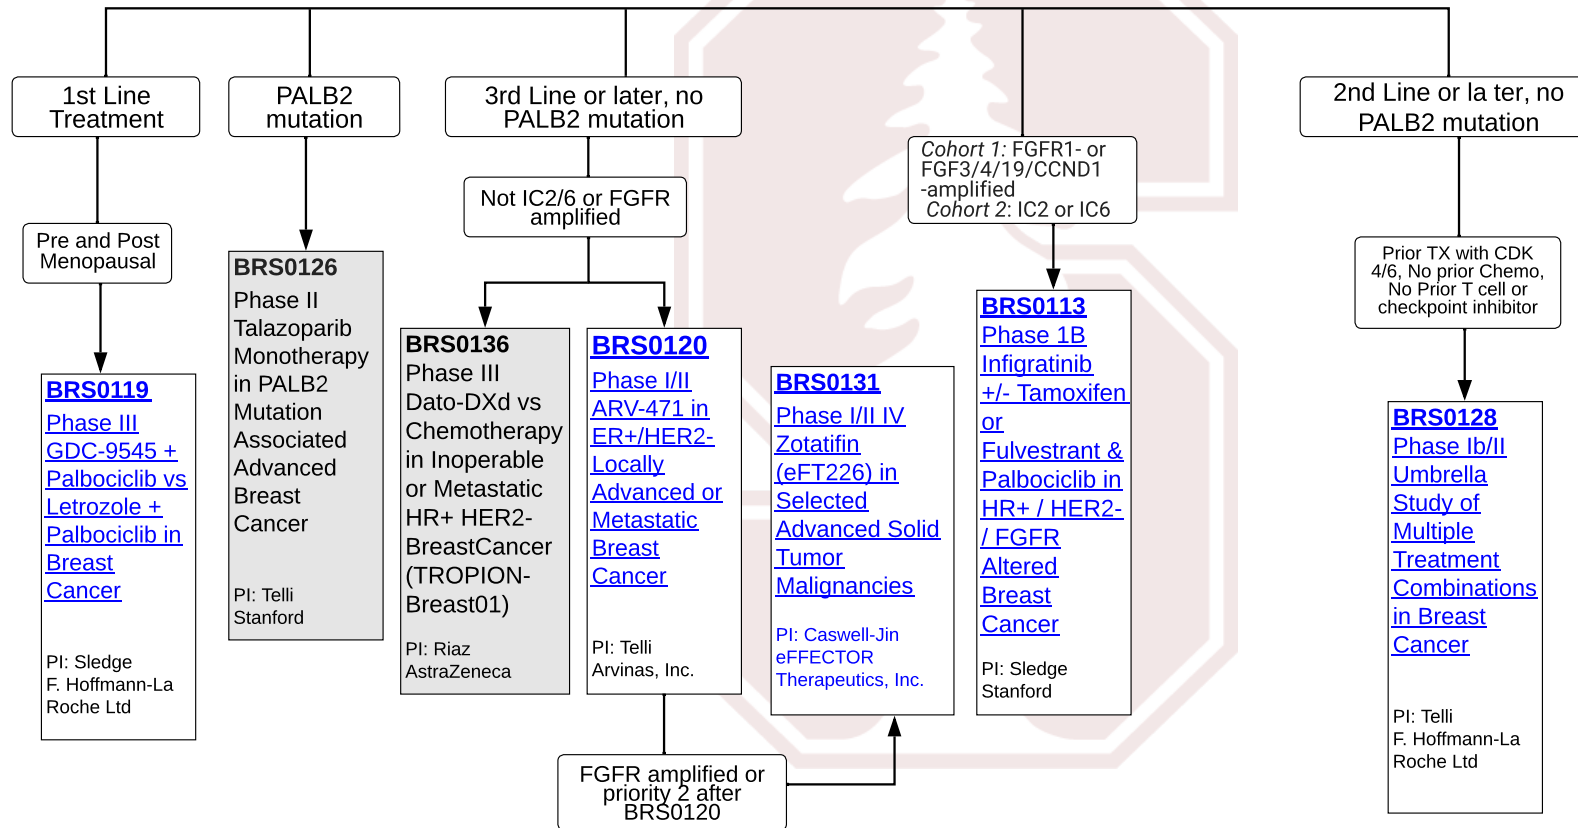 1st Line
Treatment
PALB2
mutation
3rd Line or later, no
PALB2 mutation
2nd Line or la ter, no
PALB2 mutation
Cohort 1: FGFR1- or
FGF3/4/19/CCND1
-amplified
Cohort 2: IC2 or IC6
Not IC2/6 or FGFR
amplified
Pre and Post
Menopausal
Prior TX with CDK
4/6, No prior Chemo,
No Prior T cell or
checkpoint inhibitor
BRS0119
Phase III
GDC-9545 +
Palbociclib vs
Letrozole +
Palbociclib in
Breast
Cancer
PI: Sledge
F. Hoffmann-La
Roche Ltd
BRS0126
Phase II
Talazoparib
Monotherapy
in PALB2
Mutation
Associated
Advanced
Breast
Cancer
PI: Telli
Stanford
BRS0136
Phase III
Dato-DXd vs
Chemotherapy
in Inoperable
or Metastatic
HR+ HER2-
BreastCancer
(TROPION-
Breast01)
PI: Riaz
AstraZeneca
BRS0120
Phase I/II
ARV-471 in
ER+/HER2-
Locally
Advanced or
Metastatic
Breast
Cancer
PI: Telli
Arvinas, Inc.
BRS0131
Phase I/II IV
Zotatifin
(eFT226) in
Selected
Advanced Solid
Tumor
Malignancies
PI: Caswell-Jin
eFFECTOR
Therapeutics, Inc.
BRS0113
Phase 1B
Infigratinib
+/- Tamoxifen
or
Fulvestrant &
Palbociclib in
HR+ / HER2-
/ FGFR
Altered
Breast
Cancer
PI: Sledge
Stanford
BRS0128
Phase Ib/II
Umbrella
Study of
Multiple
Treatment
Combinations
in Breast
Cancer
PI: Telli
F. Hoffmann-La
Roche Ltd
FGFR amplified or
priority 2 after
BRS0120